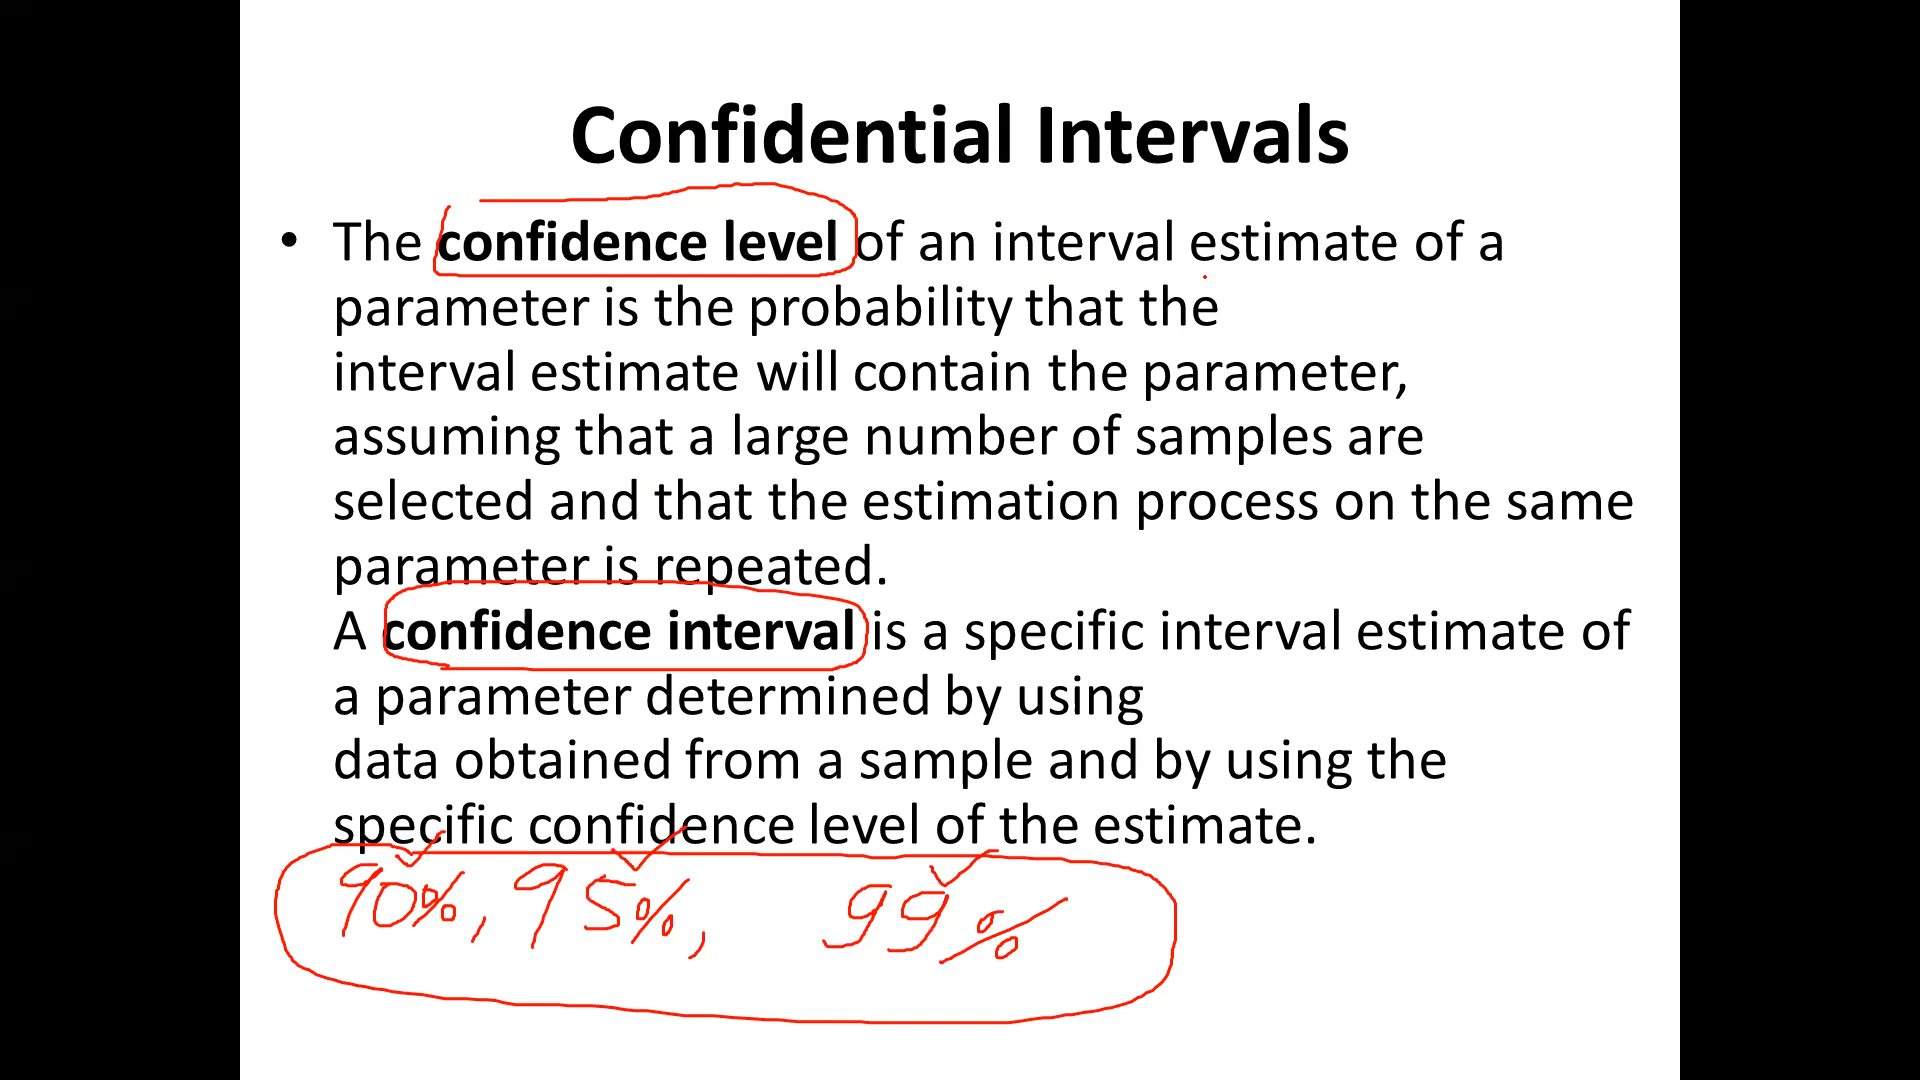 Confidential Intervals
• The confidence level of an interval estimate of a
parameter is the probability that the
interval estimate will contain the parameter,
assuming that a large number of samples are
selected and that the estimation process on the same
parameter is repeated.
A confidence interval is a specific interval estimate of
a parameter determined by using
data obtained from a sample and by using the
specific confidence level of the estimate.
90%, 95%, 99%